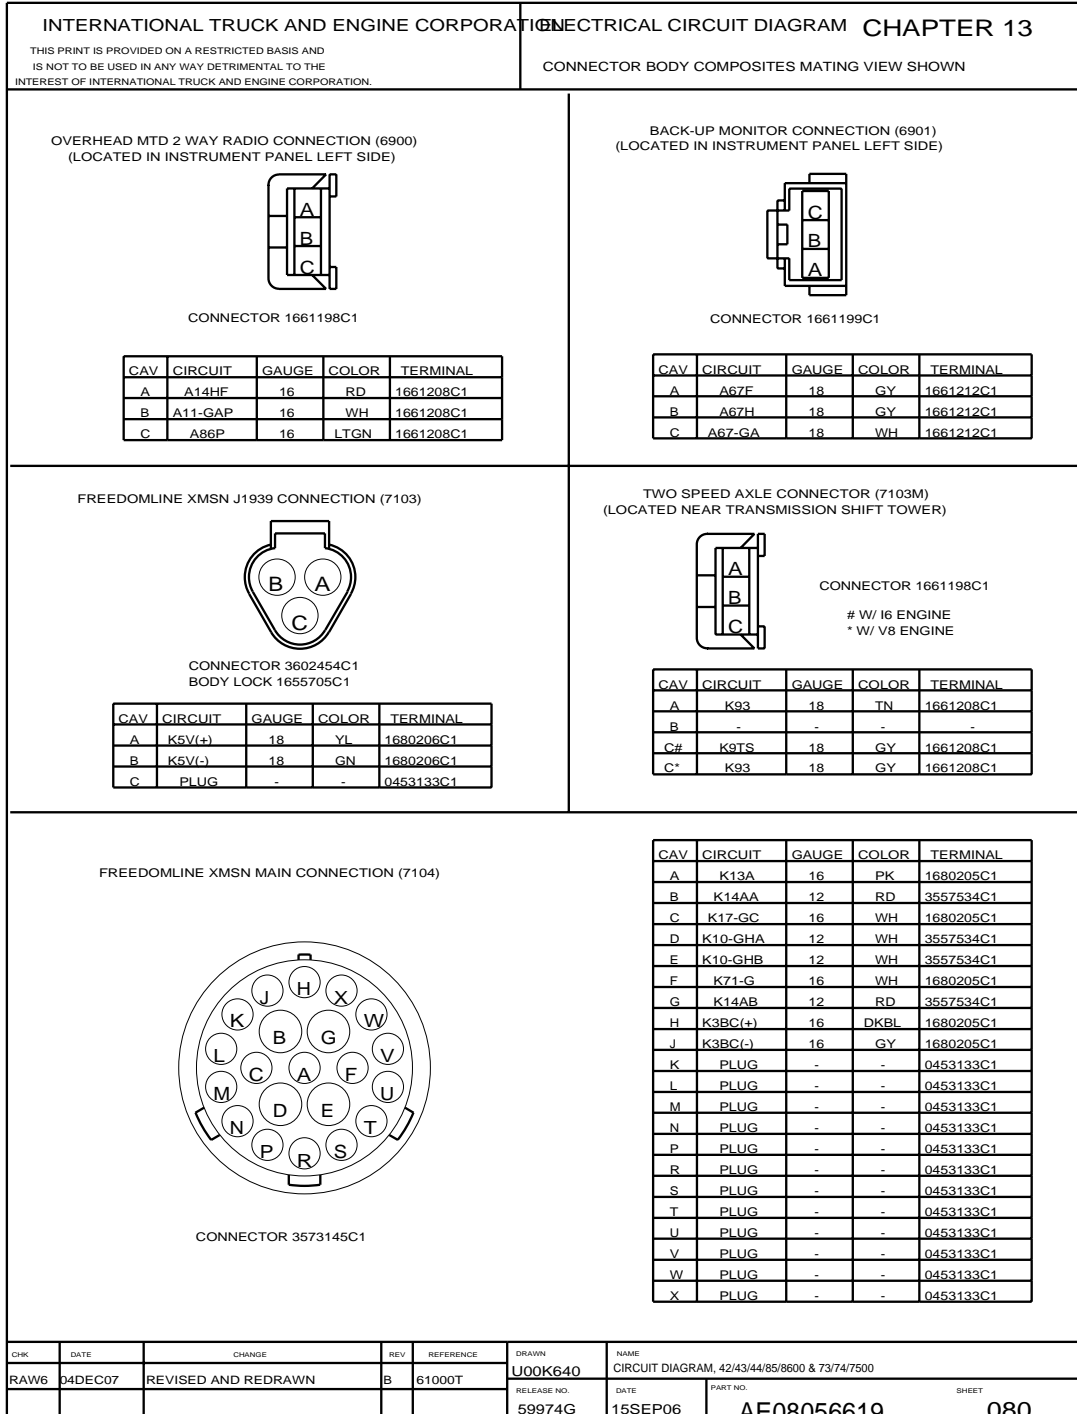 INTERNATIONAL TRUCK AND ENGINE CORPORATION
THIS PRINT IS PROVIDED ON A RESTRICTED BASIS AND
IS NOT TO BE USED IN ANY WAY DETRIMENTAL TO THE
INTEREST OF INTERNATIONAL TRUCK AND ENGINE CORPORATION.
ELECTRICAL CIRCUIT DIAGRAM CHAPTER 13
CONNECTOR BODY COMPOSITES MATING VIEW SHOWN
OVERHEAD MTD 2 WAY RADIO CONNECTION (6900)
(LOCATED IN INSTRUMENT PANEL LEFT SIDE)
A
B
C
CONNECTOR 1661198C1
CAV CIRCUIT GAUGE COLOR TERMINAL
A A14HF 16 RD 1661208C1
B A11-GAP 16 WH 1661208C1
C A86P 16 LTGN 1661208C1
BACK-UP MONITOR CONNECTION (6901)
(LOCATED IN INSTRUMENT PANEL LEFT SIDE)
C
B
A
CONNECTOR 1661199C1
CAV CIRCUIT GAUGE COLOR TERMINAL
A A67F 18 GY 1661212C1
B A67H 18 GY 1661212C1
C A67-GA 18 WH 1661212C1
FREEDOMLINE XMSN J1939 CONNECTION (7103)
B A
C
CONNECTOR 3602454C1
BODY LOCK 1655705C1
CAV CIRCUIT GAUGE COLOR TERMINAL
A K5V(+) 18 YL 1680206C1
B K5V(-) 18 GN 1680206C1
C PLUG - - 0453133C1
TWO SPEED AXLE CONNECTOR (7103M)
(LOCATED NEAR TRANSMISSION SHIFT TOWER)
A
B
C
CONNECTOR 1661198C1
# W/ I6 ENGINE
* W/ V8 ENGINE
CAV CIRCUIT GAUGE COLOR TERMINAL
A K93 18 TN 1661208C1
B - - - -
C# K9TS 18 GY 1661208C1
C* K93 18 GY 1661208C1
FREEDOMLINE XMSN MAIN CONNECTION (7104)
J H X
K W
B G
L V
C A F
M U
D E
N T
P R S
CONNECTOR 3573145C1
CAV CIRCUIT GAUGE COLOR TERMINAL
A K13A 16 PK 1680205C1
B K14AA 12 RD 3557534C1
C K17-GC 16 WH 1680205C1
D K10-GHA 12 WH 3557534C1
E K10-GHB 12 WH 3557534C1
F K71-G 16 WH 1680205C1
G K14AB 12 RD 3557534C1
H K3BC(+) 16 DKBL 1680205C1
J K3BC(-) 16 GY 1680205C1
K PLUG - - 0453133C1
L PLUG - - 0453133C1
M PLUG - - 0453133C1
N PLUG - - 0453133C1
P PLUG - - 0453133C1
R PLUG - - 0453133C1
S PLUG - - 0453133C1
T PLUG - - 0453133C1
U PLUG - - 0453133C1
V PLUG - - 0453133C1
W PLUG - - 0453133C1
X PLUG - - 0453133C1
CHK DATE CHANGE REV REFERENCE
RAW6 04DEC07 REVISED AND REDRAWN B 61000T
DRAWN
U00K640
NAME
CIRCUIT DIAGRAM, 42/43/44/85/8600 & 73/74/7500
RELEASE NO.
59974G
DATE
15SEP06
PART NO.
AE08056619
SHEET
080